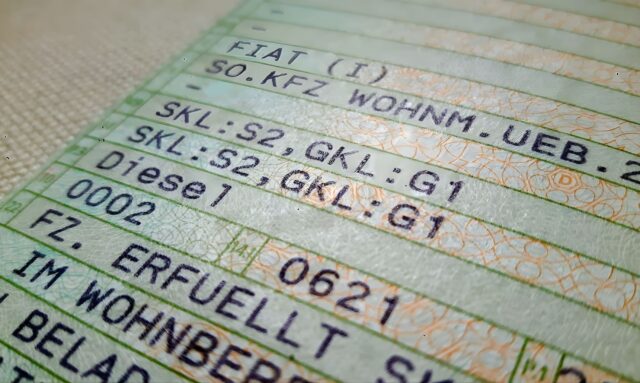 –
–
FIAT (I)
SO.KFZ WOHNM.UEB.2
–
SKL:S2,GKL:G1
SKL:S2,GKL:G1
Diesel
0002 0621
FZ. ERFUELLT SK
IM WOHNBER
BELAD